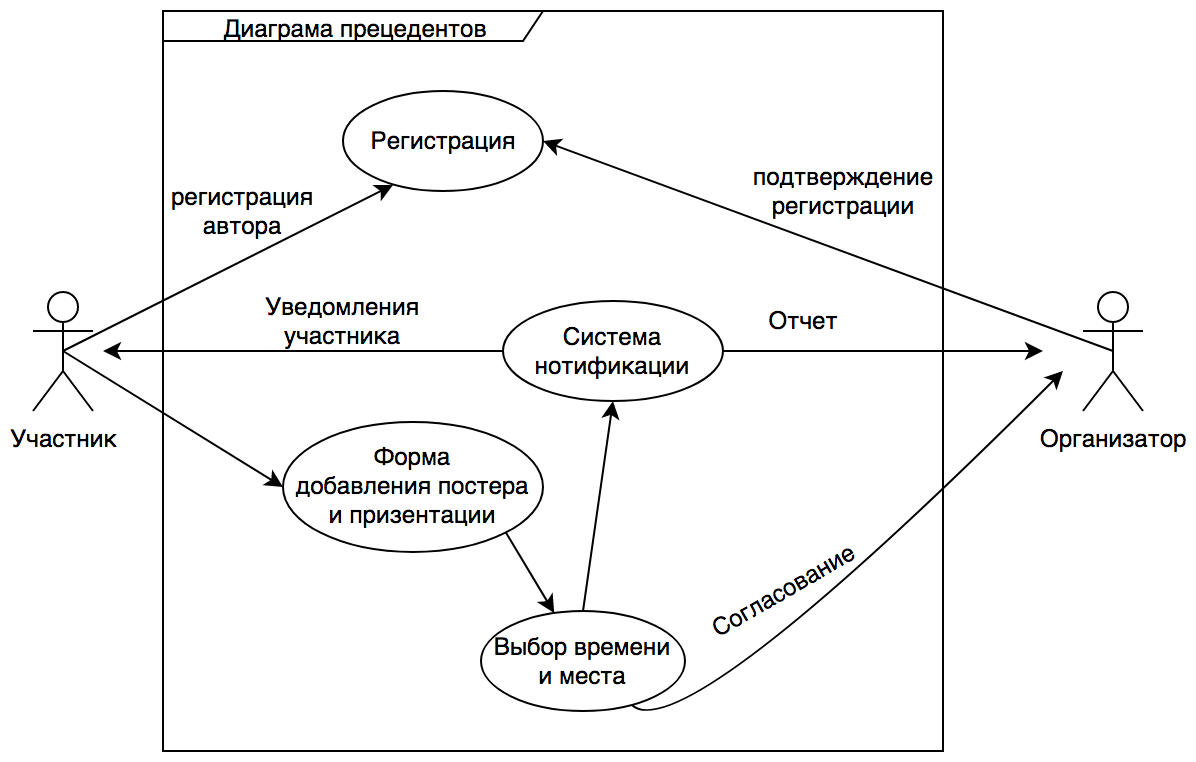 Диаграма прецедентов
Регистрация
подтверждение
регистрации
регистрация
автора
Уведомления
участника
Система
нотификации
Отчет
Участник
Организатор
Форма
добавления постера
и призентации
Согласование
Выбор времени
и места